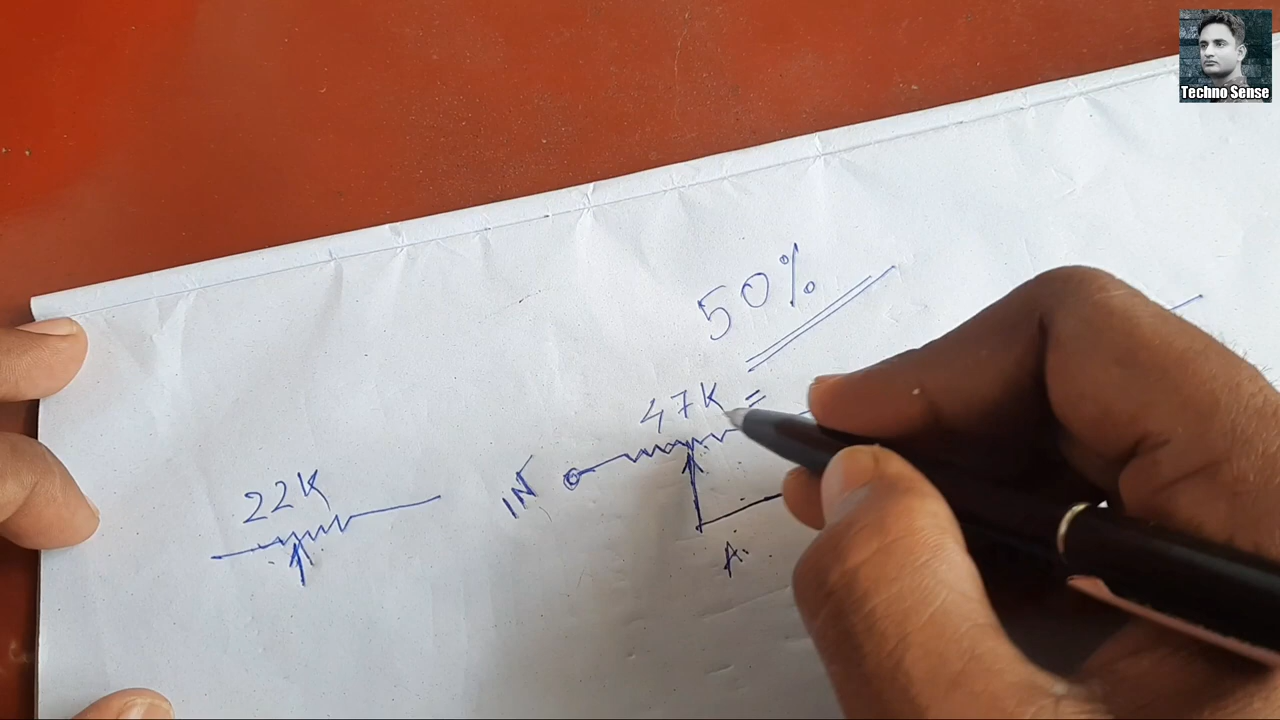 Techno Sense
50%
47K =
22K
IN
A.